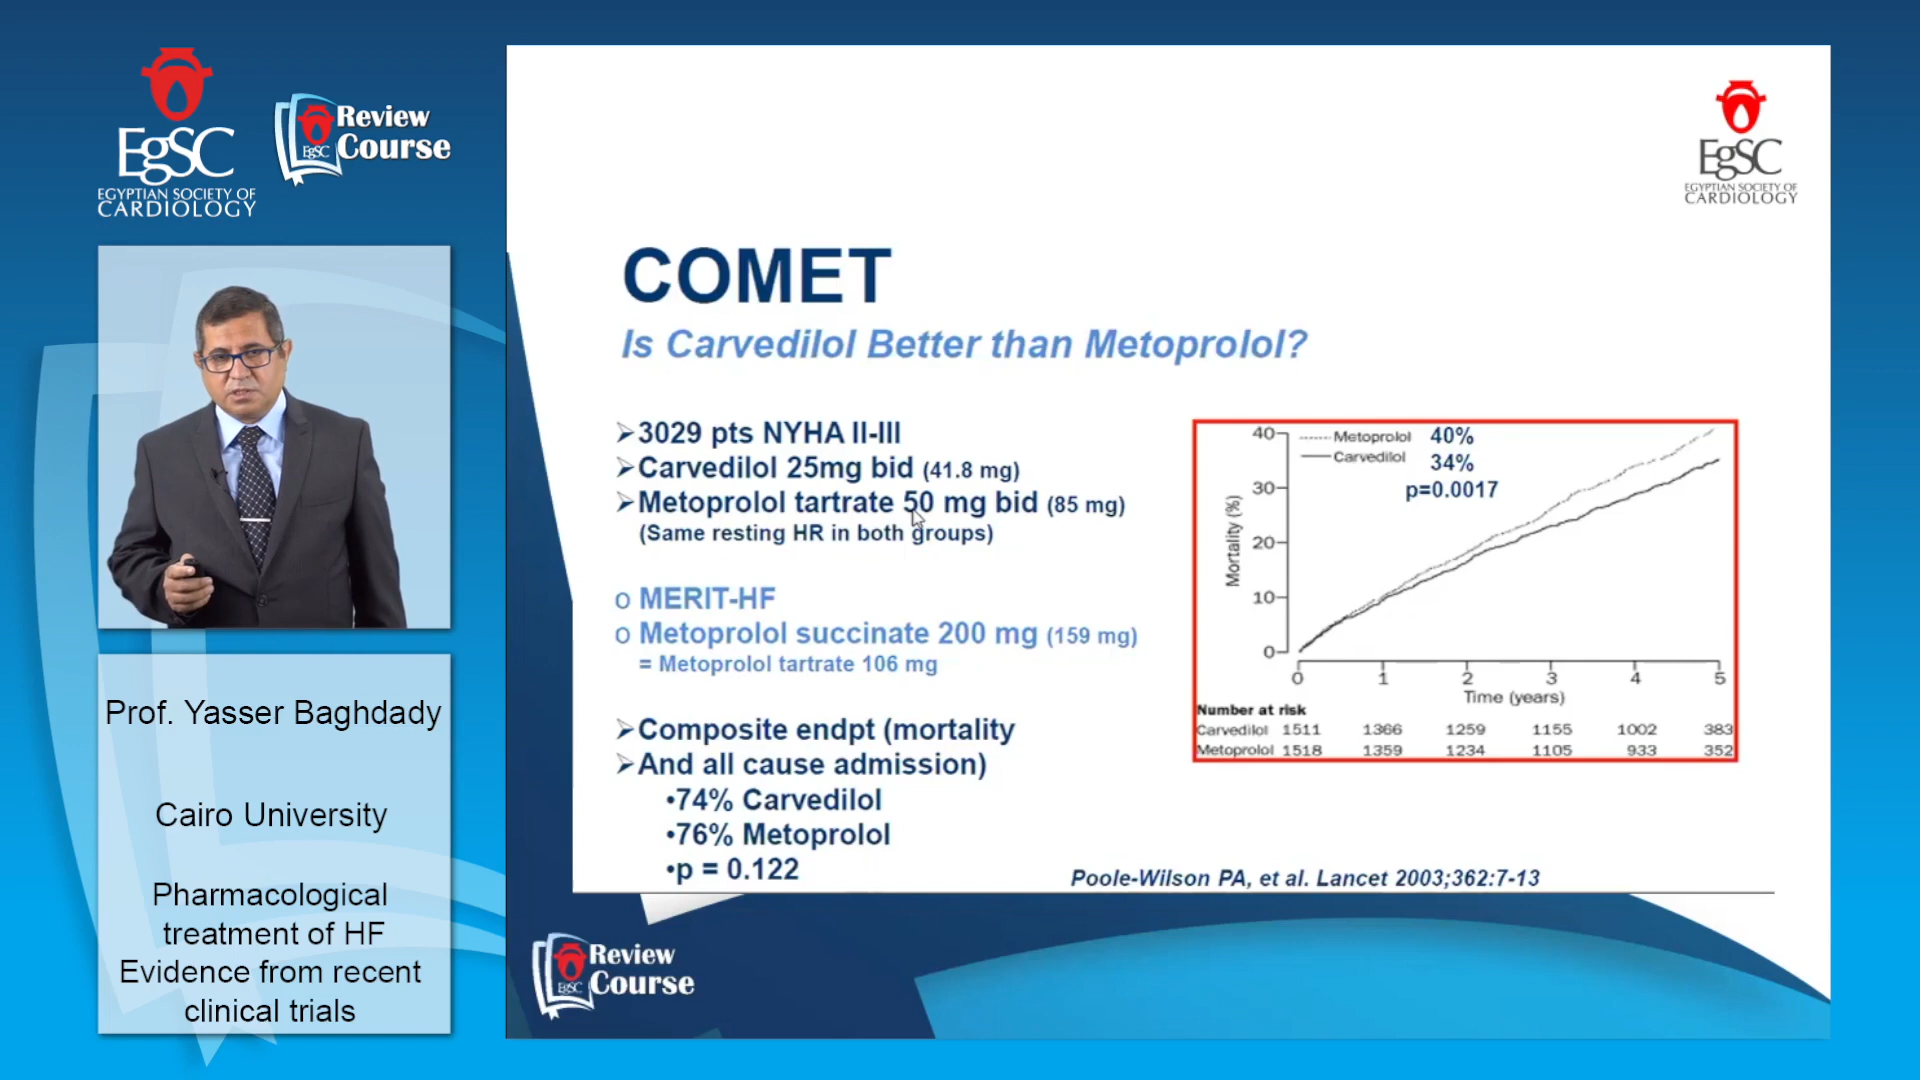 EgSC
EGYPTIAN SOCIETY OF
CARDIOLOGY
Review
Course
EgSC
Prof. Yasser Baghdady
Cairo University
Pharmacological
treatment of HF
Evidence from recent
clinical trials
EgSC
EGYPTIAN SOCIETY OF
CARDIOLOGY
COMET
Is Carvedilol Better than Metoprolol?
➢3029 pts NYHA II-III
➢Carvedilol 25mg bid (41.8 mg)
➢Metoprolol tartrate 50 mg bid (85 mg)
(Same resting HR in both groups)
o MERIT-HF
o Metoprolol succinate 200 mg (159 mg)
= Metoprolol tartrate 106 mg
➢Composite endpt (mortality
➢And all cause admission)
•74% Carvedilol
•76% Metoprolol
•p = 0.122
Metoprolol 40%
Carvedilol 34%
p=0.0017
Mortality (%)
40
30
20
10
0
0 1 2 3 4 5
Time (years)
Number at risk
Carvedilol 1511 1366 1259 1155 1002 383
Metoprolol 1518 1359 1234 1105 933 352
Poole-Wilson PA, et al. Lancet 2003;362:7-13
Review
Course
EgSC